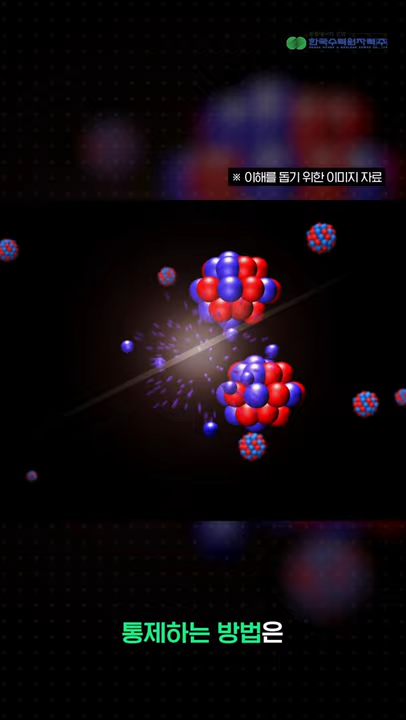 한국수력원자력㈜
※ 이해를 돕기 위한 이미지 자료
통제하는 방법은